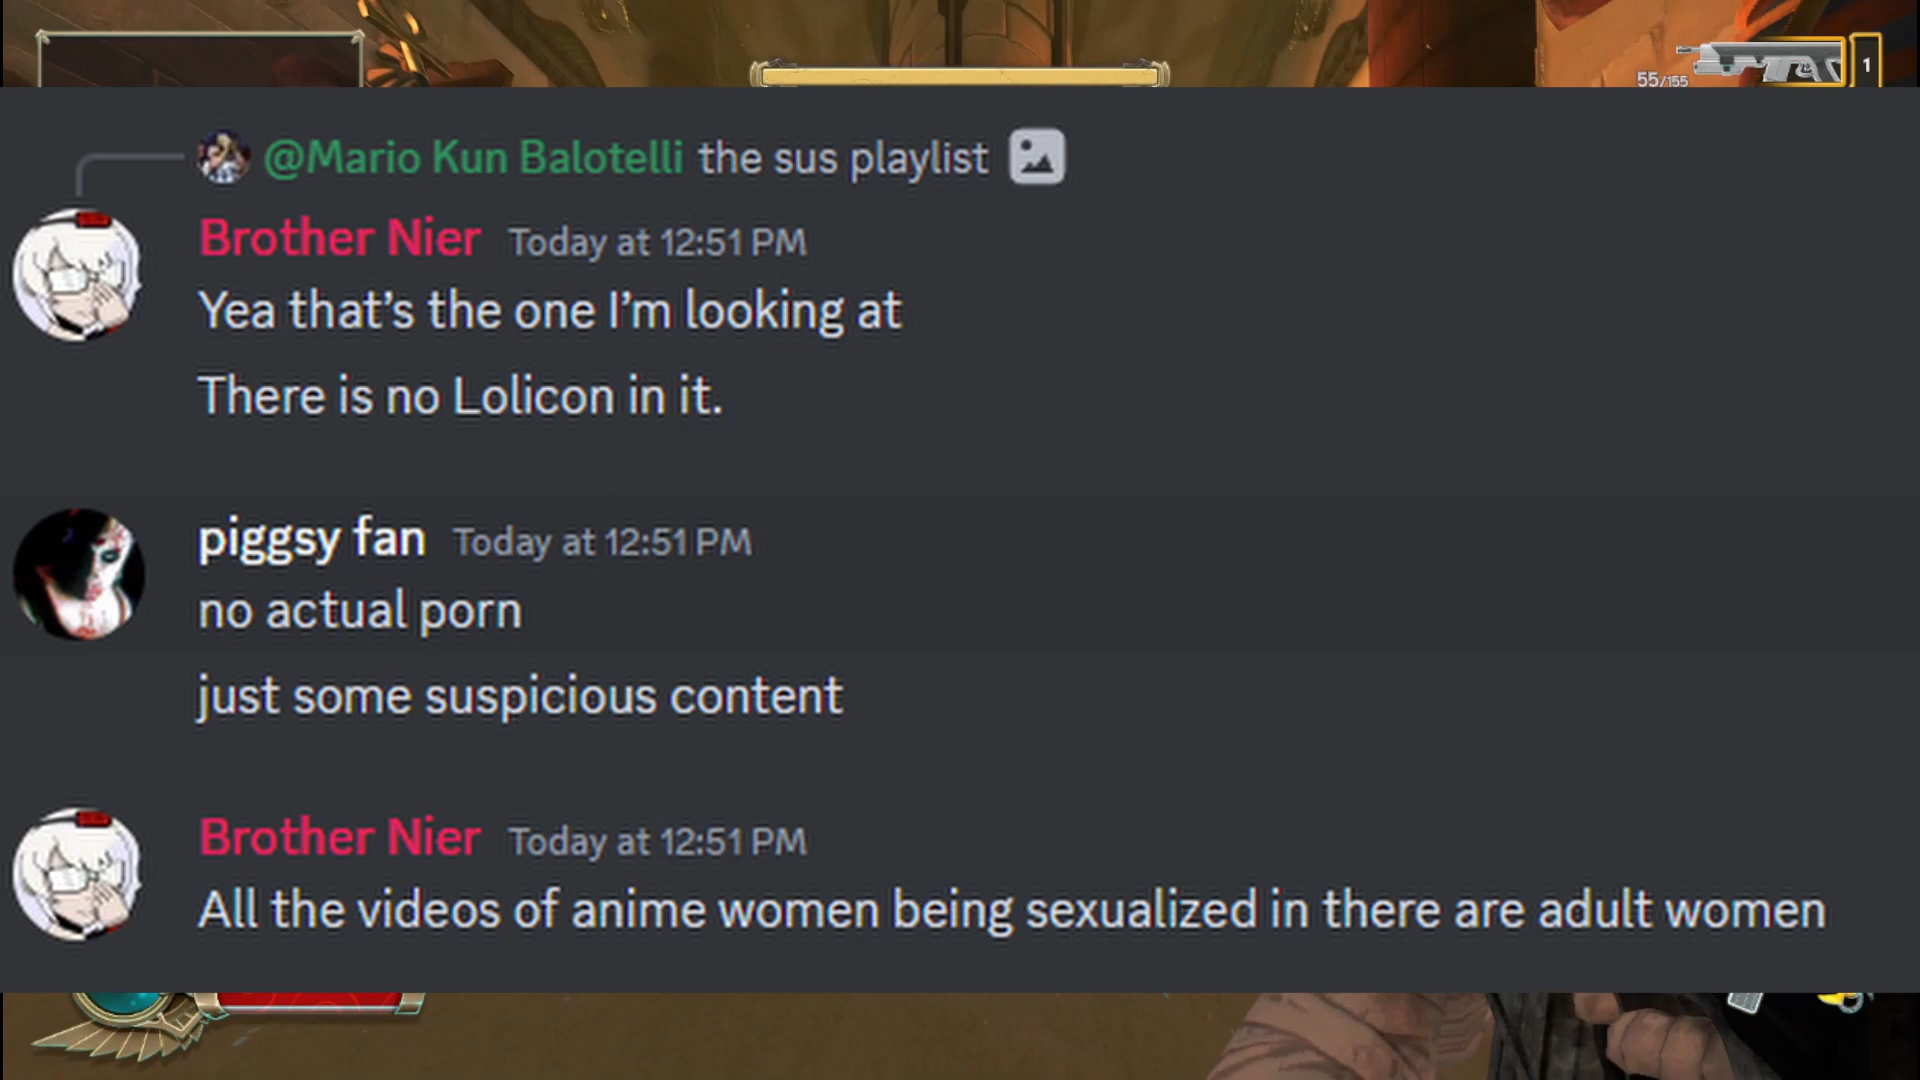 55/155
1
@Mario Kun Balotelli the sus playlist
Brother Nier Today at 12:51 PM
Yea that’s the one I’m looking at
There is no Lolicon in it.
piggsy fan Today at 12:51 PM
no actual porn
just some suspicious content
Brother Nier Today at 12:51 PM
All the videos of anime women being sexualized in there are adult women